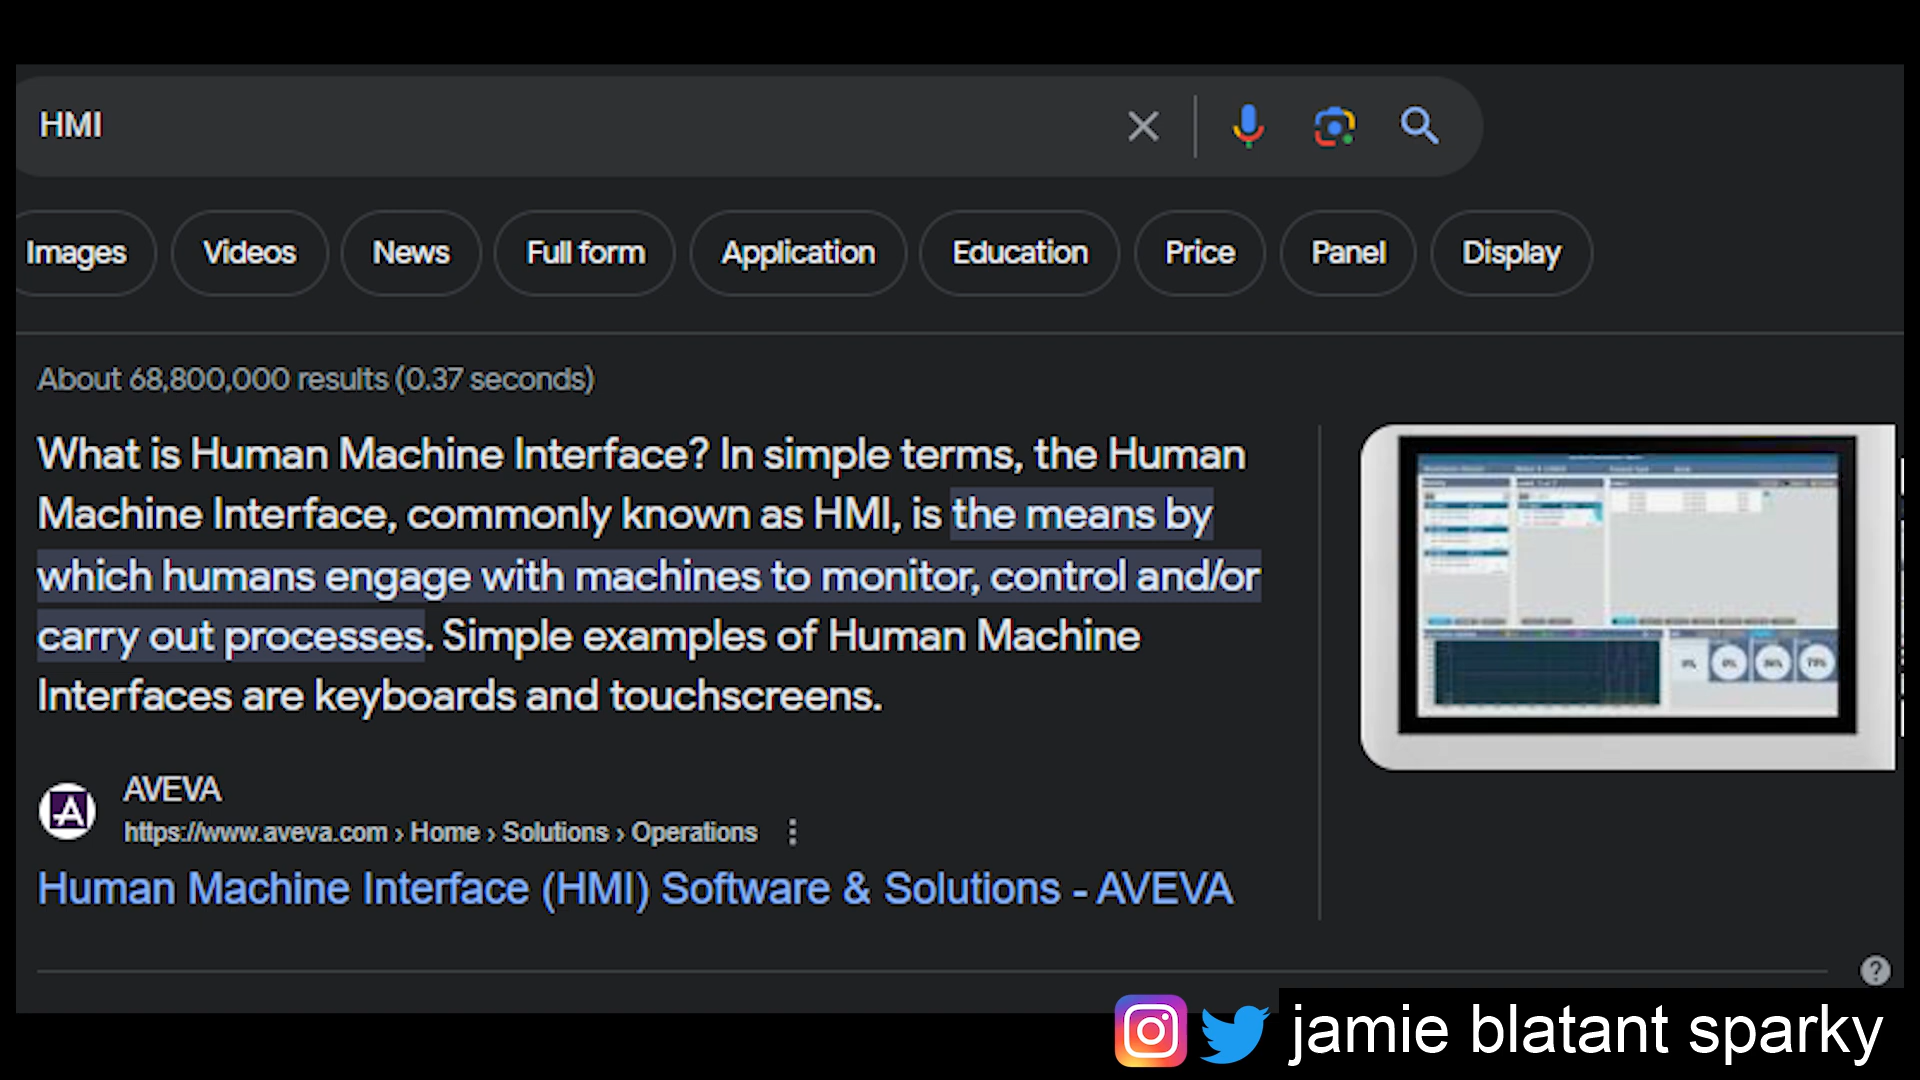 HMI
Images Videos News Full form Application Education Price Panel Display
About 68,800,000 results (0.37 seconds)
What is Human Machine Interface? In simple terms, the Human
Machine Interface, commonly known as HMI, is the means by
which humans engage with machines to monitor, control and/or
carry out processes. Simple examples of Human Machine
Interfaces are keyboards and touchscreens.
AVEVA
https://www.aveva.com › Home › Solutions › Operations
Human Machine Interface (HMI) Software & Solutions - AVEVA
jamie blatant sparky